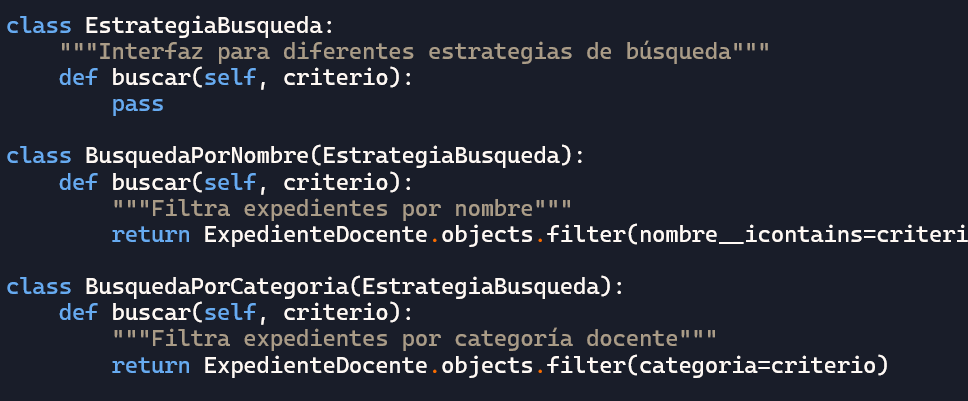 class EstrategiaBusqueda:
    """Interfaz para diferentes estrategias de búsqueda"""
    def buscar(self, criterio):
        pass
class BusquedaPorNombre(EstrategiaBusqueda):
    def buscar(self, criterio):
        """Filtra expedientes por nombre"""
        return ExpedienteDocente.objects.filter(nombre__icontains=criteri
class BusquedaPorCategoria(EstrategiaBusqueda):
    def buscar(self, criterio):
        """Filtra expedientes por categoría docente"""
        return ExpedienteDocente.objects.filter(categoria=criterio)